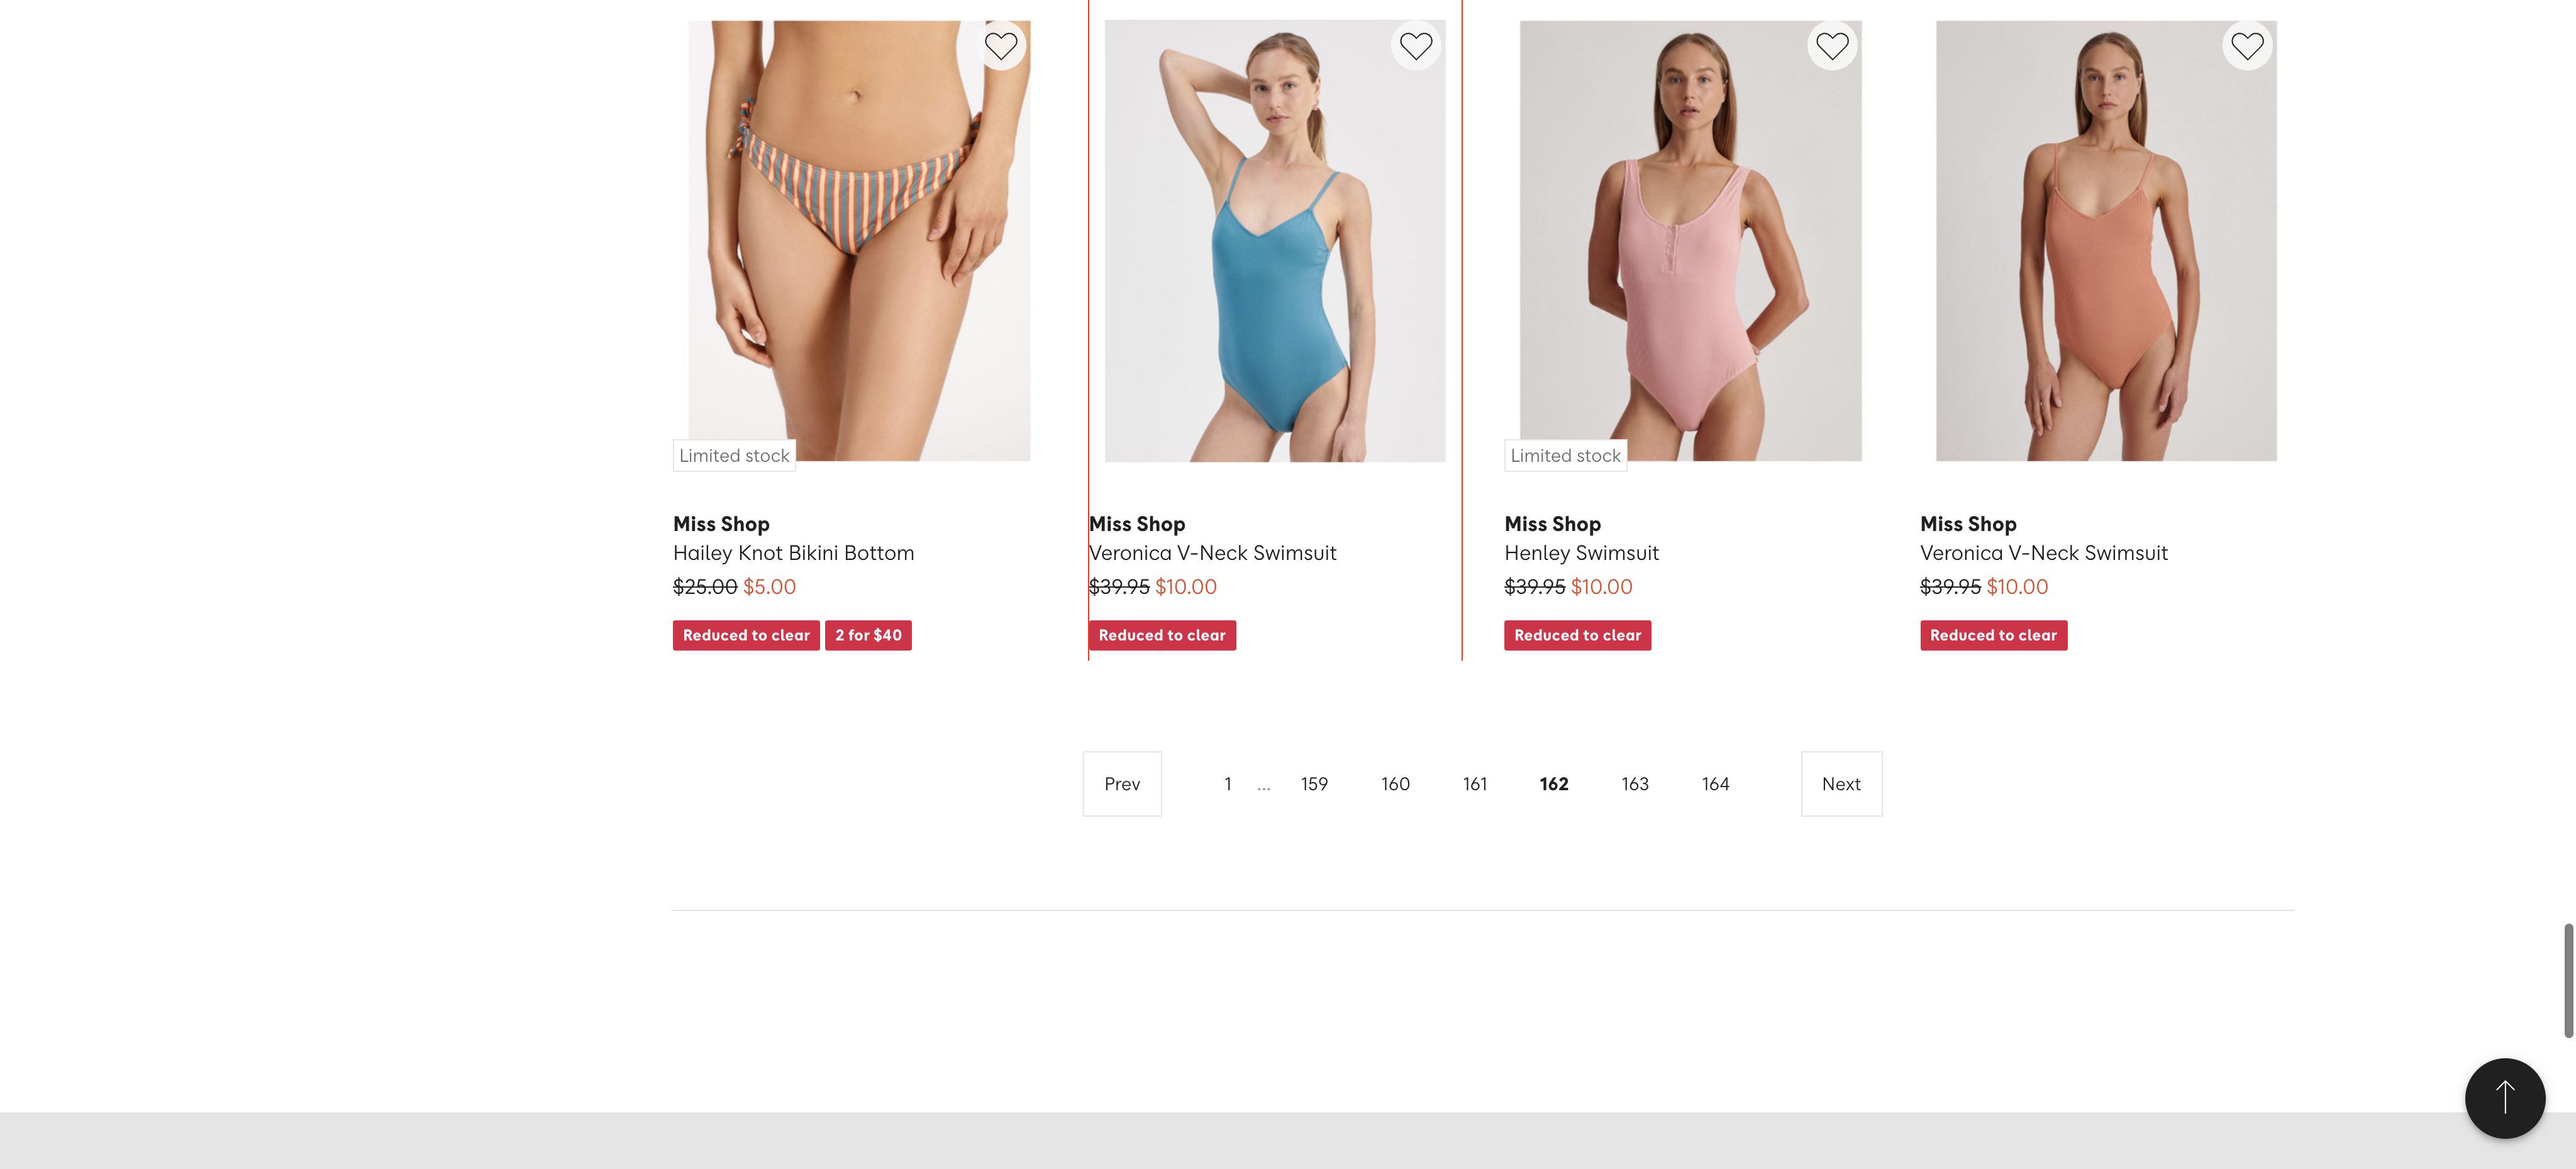 Limited stock
Miss Shop
Hailey Knot Bikini Bottom
$25.00 $5.00
Reduced to clear
2 for $40
Miss Shop
Veronica V-Neck Swimsuit
$39.95 $10.00
Reduced to clear
Limited stock
Miss Shop
Henley Swimsuit
$39.95 $10.00
Reduced to clear
Miss Shop
Veronica V-Neck Swimsuit
$39.95 $10.00
Reduced to clear
Prev 1 ... 159 160 161 162 163 164 Next